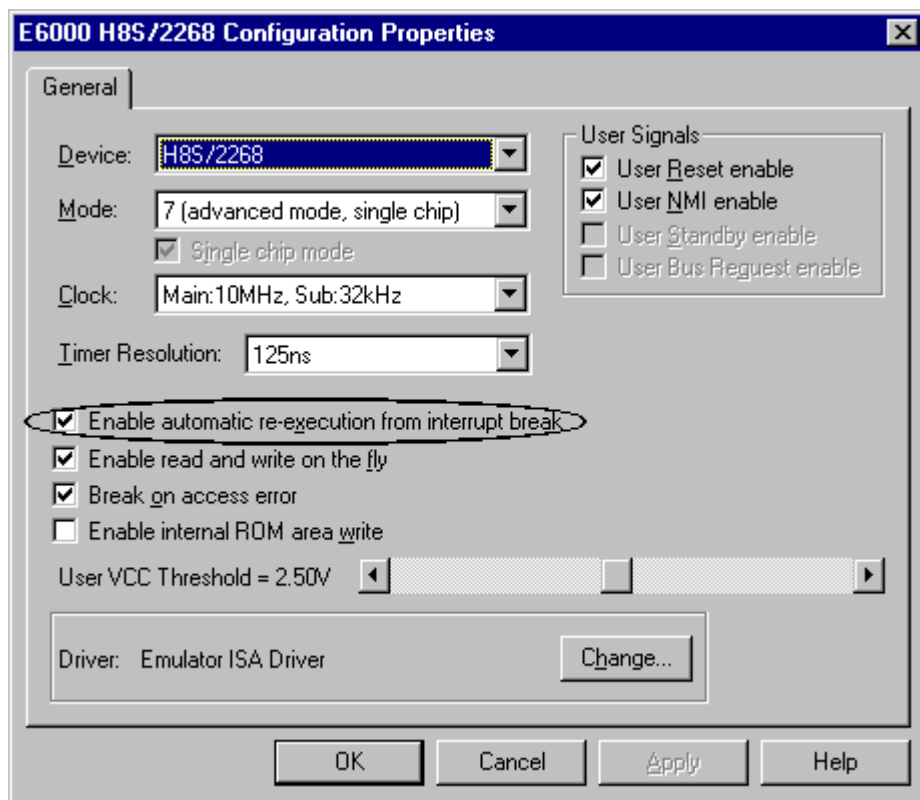 E6000 H8S/2268 Configuration Properties
General
Device: H8S/2268
Mode: 7 (advanced mode, single chip)
Single chip mode
Clock: Main:10MHz, Sub:32kHz
Timer Resolution: 125ns
User Signals
User Reset enable
User NMI enable
User Standby enable
User Bus Reguest enable
Enable automatic re-execution from interrupt break
Enable read and write on the fly
Break on access error
Enable internal ROM area write
User VCC Threshold = 2.50V
Driver: Emulator ISA Driver
Change...
OK Cancel Apply Help